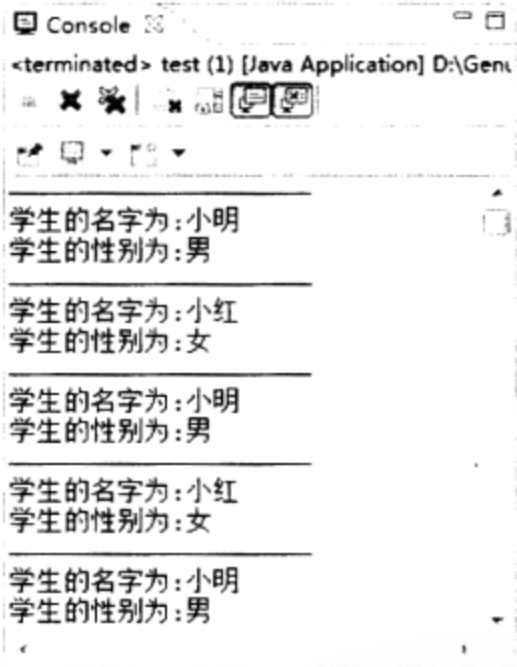 Console
<terminated> test (1) [Java Application] D:\Genu
学生的名字为:小明
学生的性别为:男
学生的名字为:小红
学生的性别为:女
学生的名字为:小明
学生的性别为:男
学生的名字为:小红
学生的性别为:女
学生的名字为:小明
学生的性别为:男